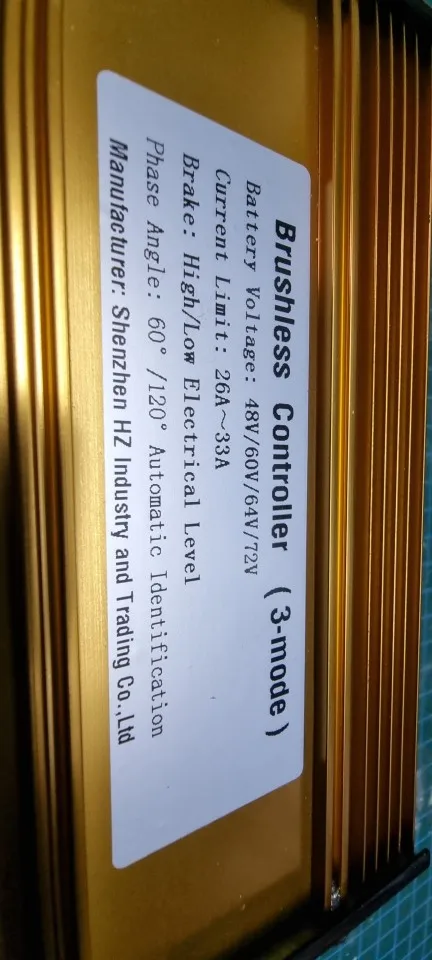 Brushless Controller (3-mode)
Battery Voltage: 48V/60V/64V/72V
Current Limit: 26A～33A
Brake: High/Low Electrical Level
Phase Angle: 60° /120° Automatic Identification
Manufacturer: Shenzhen HZ Industry and Trading Co.,Ltd